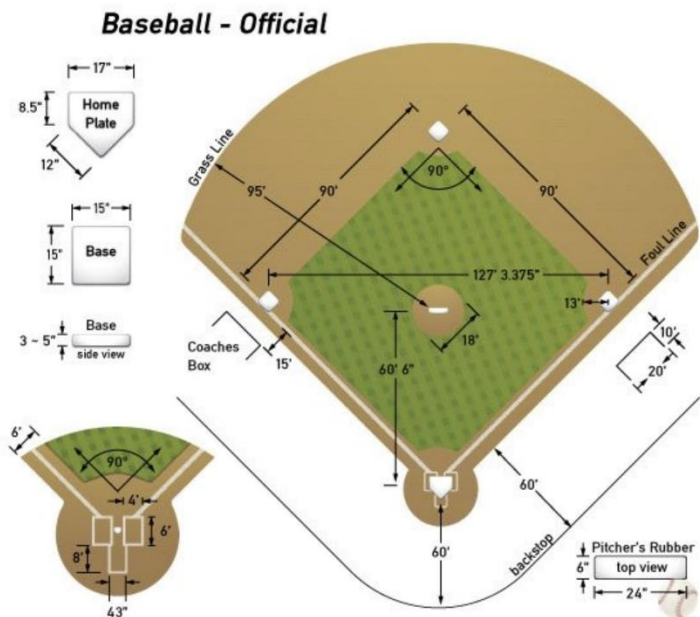 Baseball - Official
17"
8.5"
Home
Plate
12"
15"
15"
Base
Base
3 ~ 5"
side view
Grass Line
95'
90'
90°
90'
Foul Line
127' 3.375"
13'
18'
Coaches
Box
15'
60' 6"
10'
20'
6'
90°
4'
6'
8'
43"
60'
60'
backstop
Pitcher's Rubber
6"
top view
24"